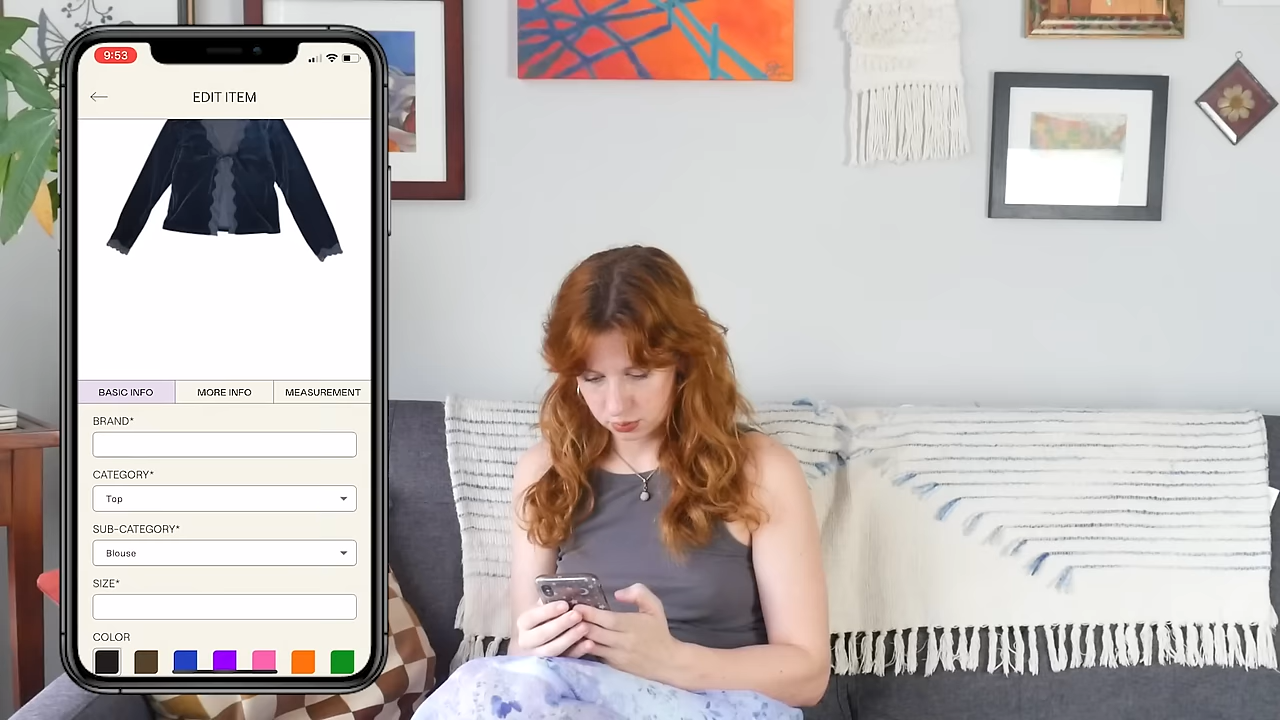 9:53
EDIT ITEM
BASIC INFO
MORE INFO
MEASUREMENT
BRAND*
CATEGORY*
Top
SUB-CATEGORY*
Blouse
SIZE*
COLOR